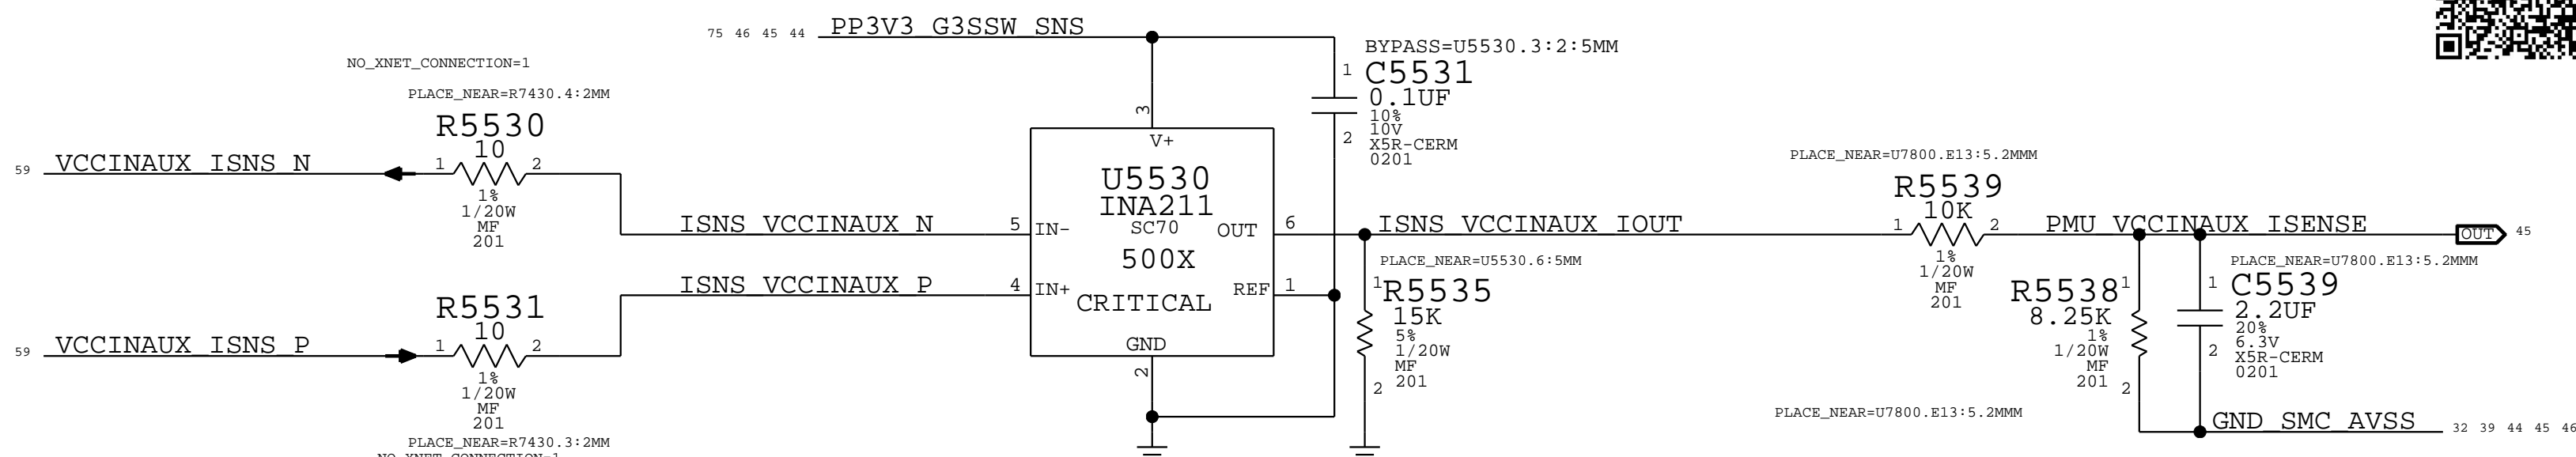 75 46 45 44 PP3V3_G3SSW_SNS
BYPASS=U5530.3:2:5MM
1 C5531
0.1UF
10%
10V
2 X5R-CERM
0201
NO_XNET_CONNECTION=1
PLACE_NEAR=R7430.4:2MM
R5530
10
59 VCCINAUX_ISNS_N 1 2
1%
1/20W
MF
201
ISNS_VCCINAUX_N 5 IN-
ISNS_VCCINAUX_P 4 IN+
R5531
10
59 VCCINAUX_ISNS_P 1 2
1%
1/20W
MF
201
PLACE_NEAR=R7430.3:2MM
NO_XNET_CONNECTION=1
3
V+
U5530
INA211
SC70
500X
CRITICAL
OUT 6
REF 1
GND
2
ISNS_VCCINAUX_IOUT
PLACE_NEAR=U5530.6:5MM
1 R5535
15K
5%
1/20W
MF
201
2
PLACE_NEAR=U7800.E13:5.2MMM
R5539
10K
1 2
1%
1/20W
MF
201
PMU_VCCINAUX_ISENSE OUT 45
PLACE_NEAR=U7800.E13:5.2MMM
R5538 1
8.25K
1%
1/20W
MF
201 2
PLACE_NEAR=U7800.E13:5.2MMM
1 C5539
2.2UF
20%
6.3V
2 X5R-CERM
0201
GND_SMC_AVSS 32 39 44 45 46